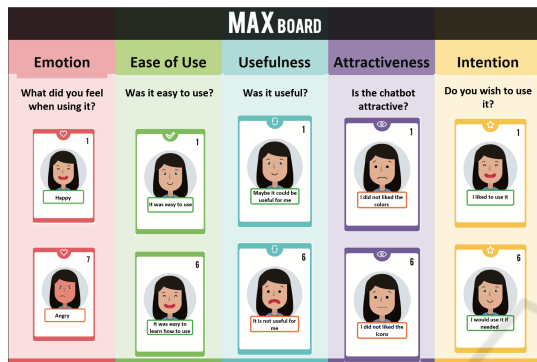 MAX BOARD
Emotion
Ease of Use
Usefulness
Attractiveness
Intention
What did you feel
when using it?
Was it easy to use?
Was it useful?
Is the chatbot
attractive?
Do you wish to use
it?
1
Happy
1
It was easy to use
1
Maybe it could be
useful for me
1
I did not liked the
colors
1
I liked to use it
7
Angry
6
It was easy to
learn how to use
6
It is not useful for
me
6
I did not liked the
icons
6
I would use it if
needed